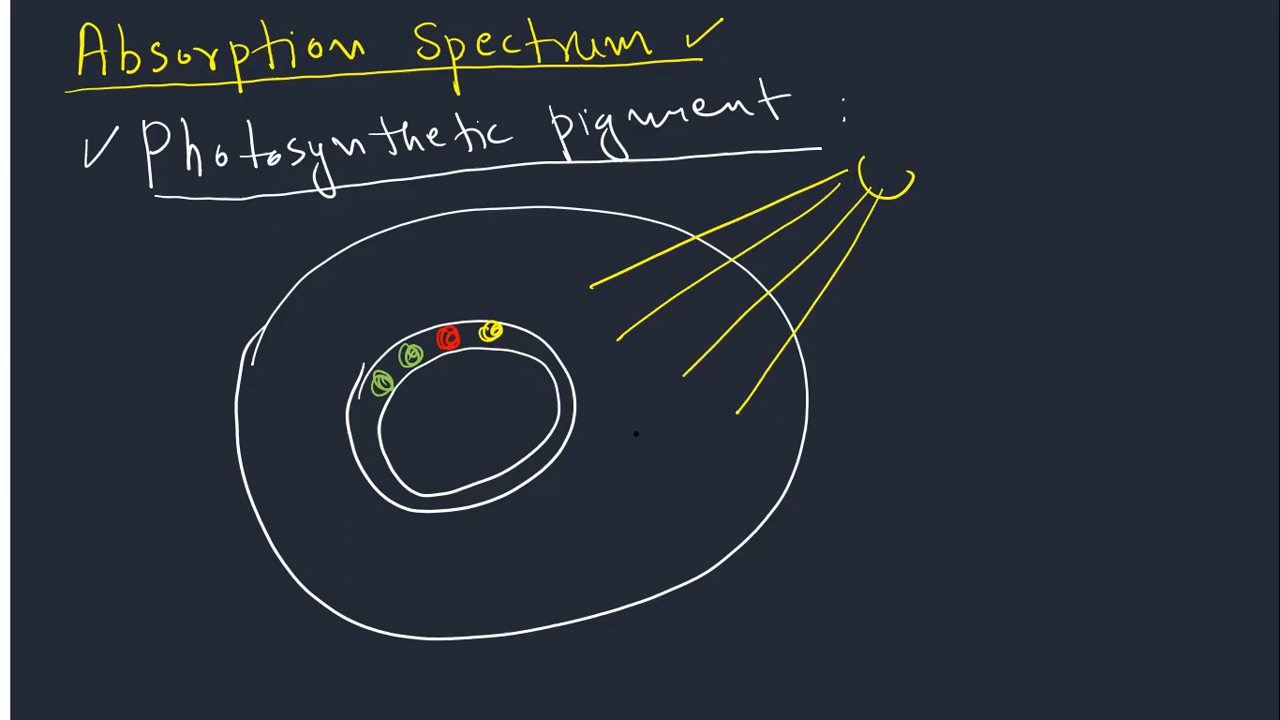 Absorption Spectrum ✓
✓ Photosynthetic pigment :